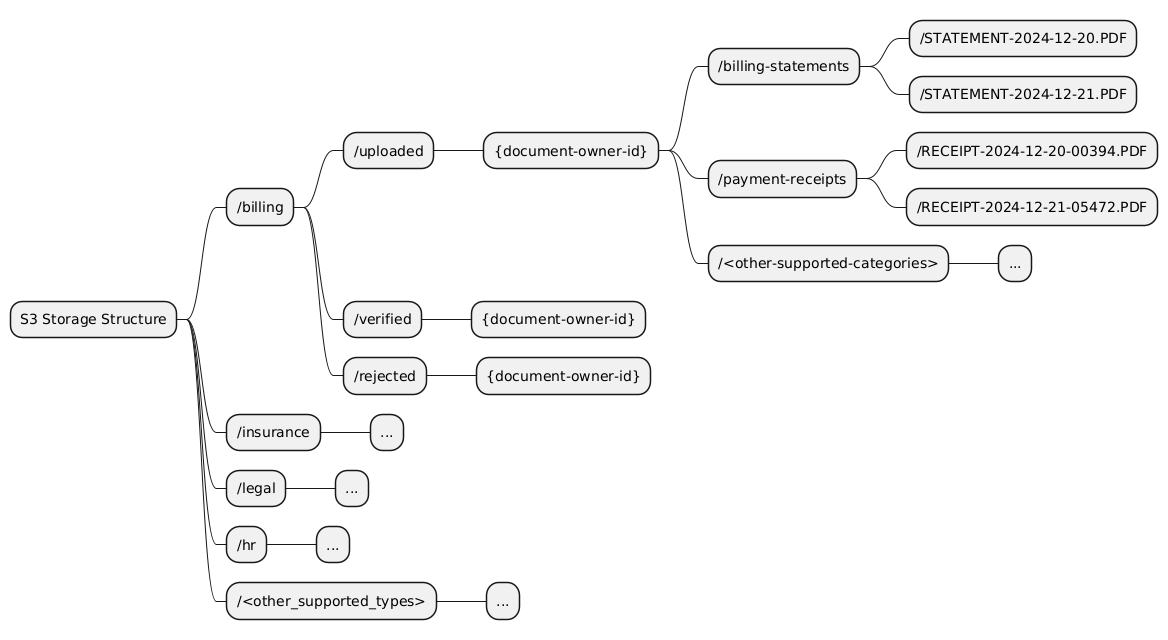 S3 Storage Structure
/billing
/uploaded
{document-owner-id}
/billing-statements
/STATEMENT-2024-12-20.PDF
/STATEMENT-2024-12-21.PDF
/payment-receipts
/RECEIPT-2024-12-20-00394.PDF
/RECEIPT-2024-12-21-05472.PDF
/<other-supported-categories>
...
/verified
{document-owner-id}
/rejected
{document-owner-id}
/insurance
...
/legal
...
/hr
...
/<other_supported_types>
...